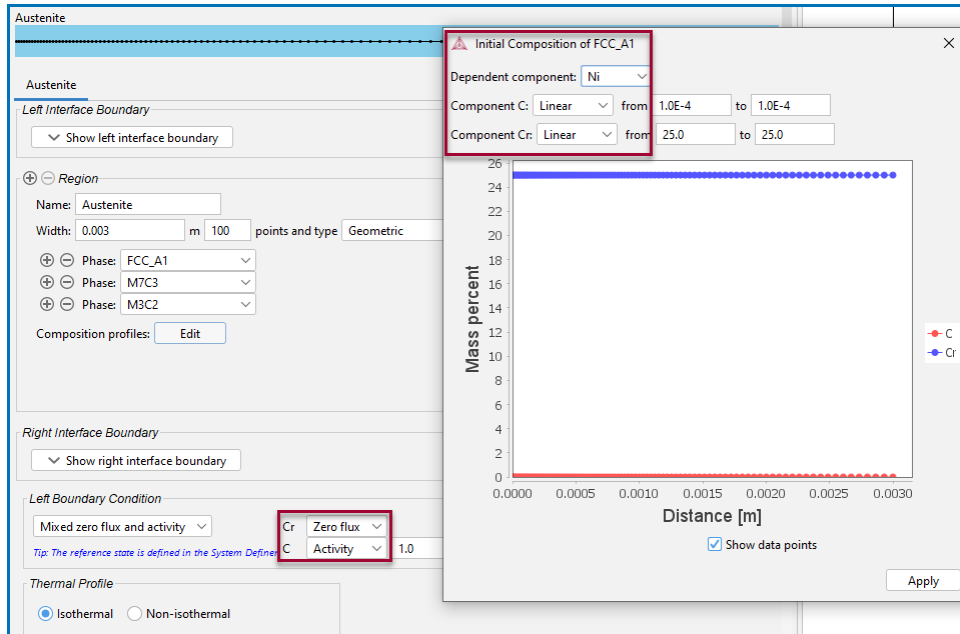 Austenite
Austenite
Left Interface Boundary
Show left interface boundary
Region
Name: Austenite
Width: 0.003 m 100 points and type Geometric
Phase: FCC_A1
Phase: M7C3
Phase: M3C2
Composition profiles: Edit
Right Interface Boundary
Show right interface boundary
Left Boundary Condition
Mixed zero flux and activity Cr Zero flux
Tip: The reference state is defined in the System Definer C Activity 1.0
Thermal Profile
Isothermal Non-isothermal
Initial Composition of FCC_A1
Dependent component: Ni
Component C: Linear from 1.0E-4 to 1.0E-4
Component Cr: Linear from 25.0 to 25.0
26
24
22
20
18
16
14
12
10
8
6
4
2
0
Mass percent
0.0000 0.0005 0.0010 0.0015 0.0020 0.0025 0.0030
Distance [m]
C
Cr
Show data points
Apply